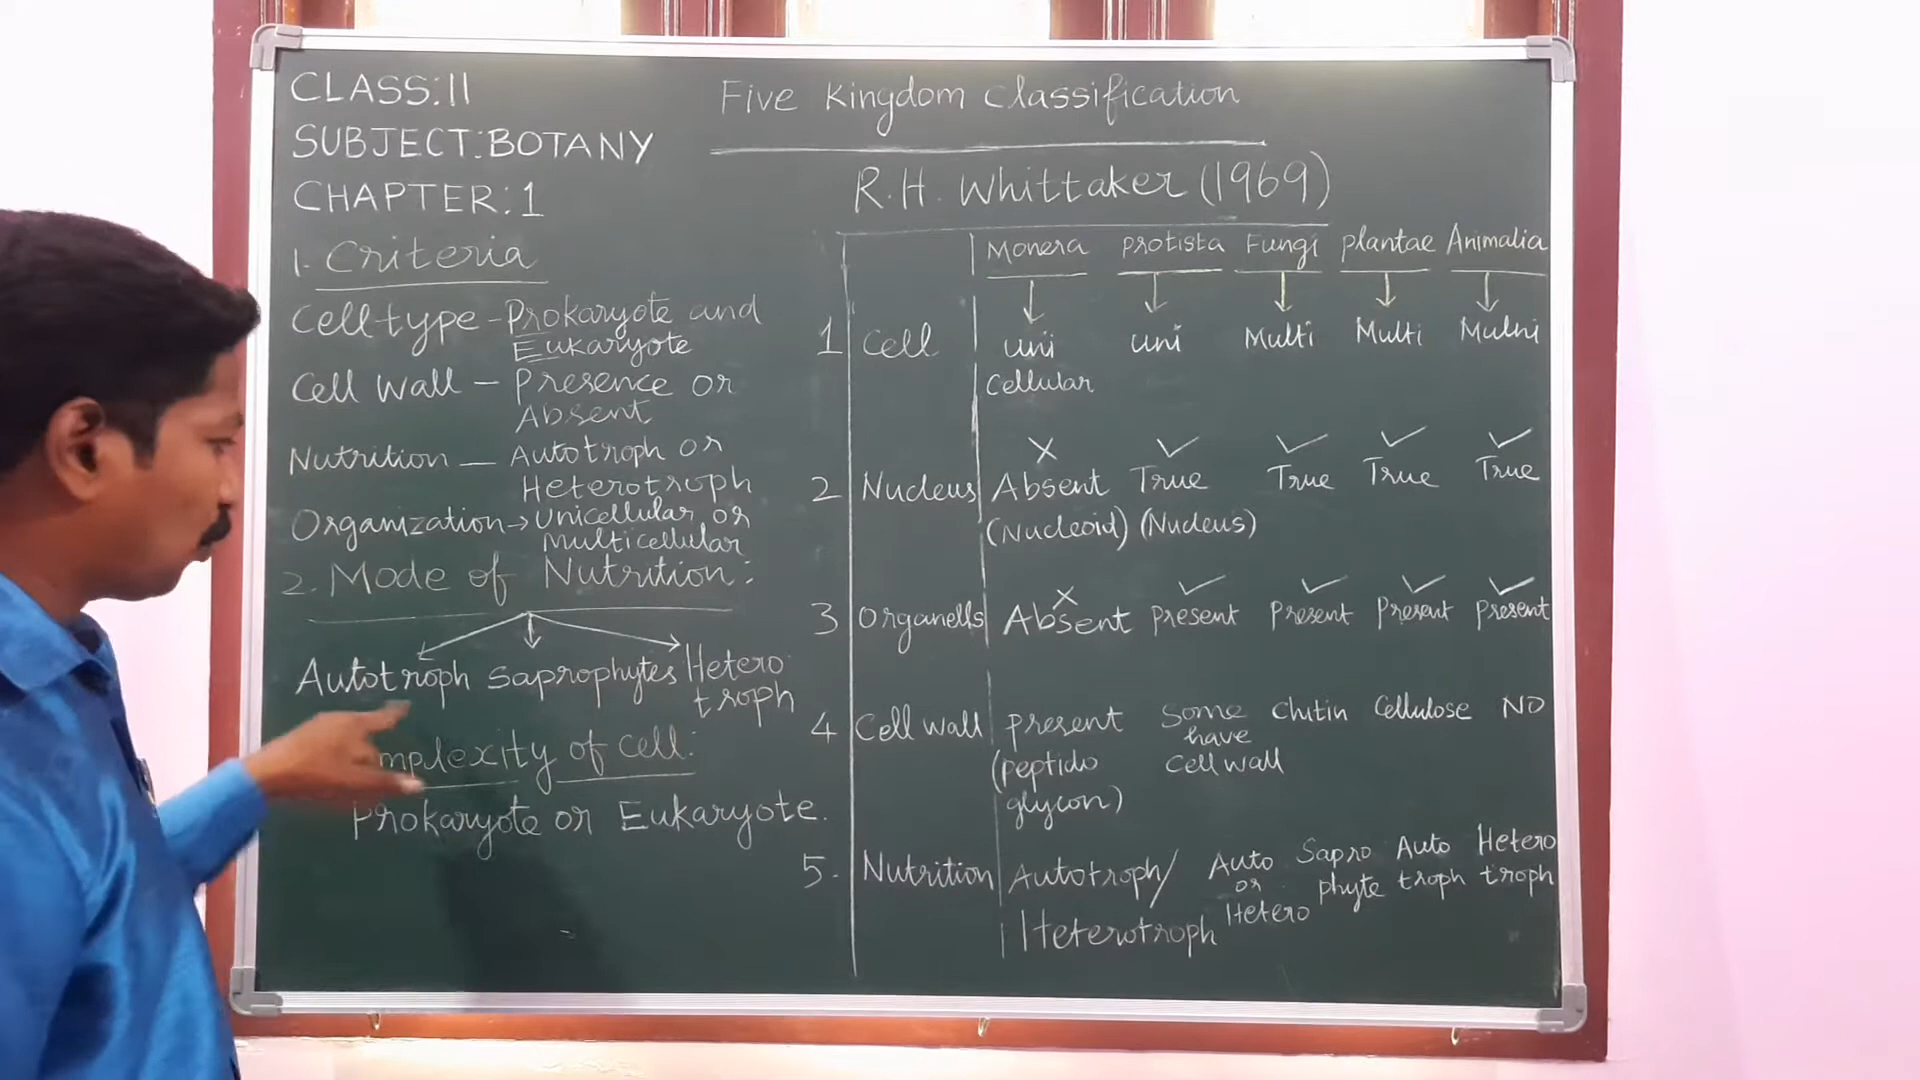 CLASS:11
SUBJECT:BOTANY
CHAPTER:1
1. Criteria
Cell type - Prokaryote and
Eukaryote
Cell wall - Presence or
Absent
Nutrition - Autotroph or
Heterotroph
Organization → Unicellular or
Multicellular
2. Mode of Nutrition:
Autotroph Saprophytes Hetero
troph
mplexity of cell:
Prokaryote or Eukaryote.
Five Kingdom Classification
R.H. Whittaker (1969)
Monera Protista Fungi Plantae Animalia
1 Cell Uni Uni Multi Multi Multi
Cellular
2 Nucleus Absent True True True True
(Nucleoid) (Nucleus)
3 Organells Absent Present Present Present Present
4 Cell wall Present Some Chitin Cellulose NO
have
(peptido Cell wall
glycon)
5. Nutrition Autotroph/ Auto Sapro Auto Hetero
or phyte troph troph
Heterotroph Hetero